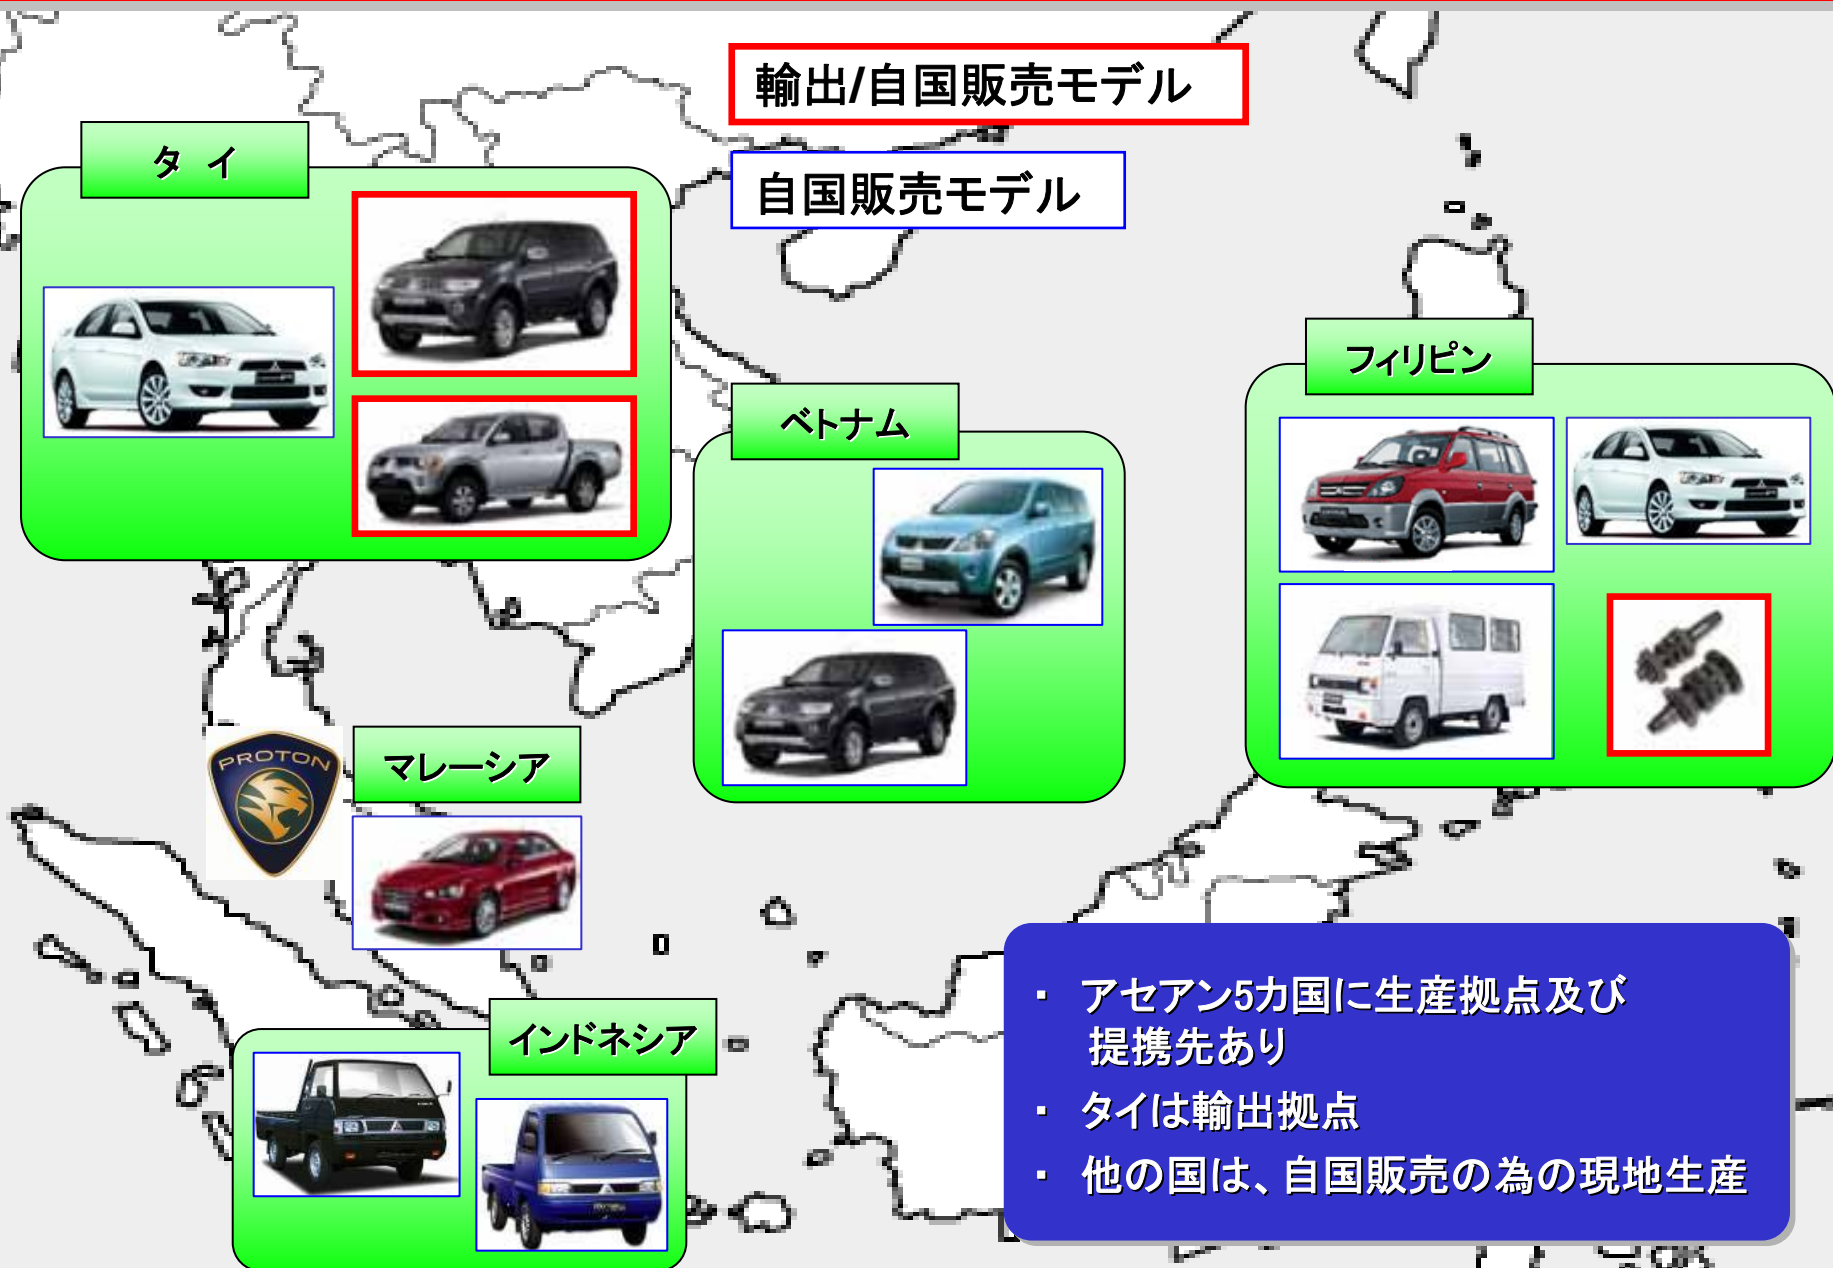 輸出/自国販売モデル
自国販売モデル
タ イ
フィリピン
ベトナム
マレーシア
PROTON
インドネシア
・ アセアン5カ国に生産拠点及び
提携先あり
・ タイは輸出拠点
・ 他の国は、自国販売の為の現地生産